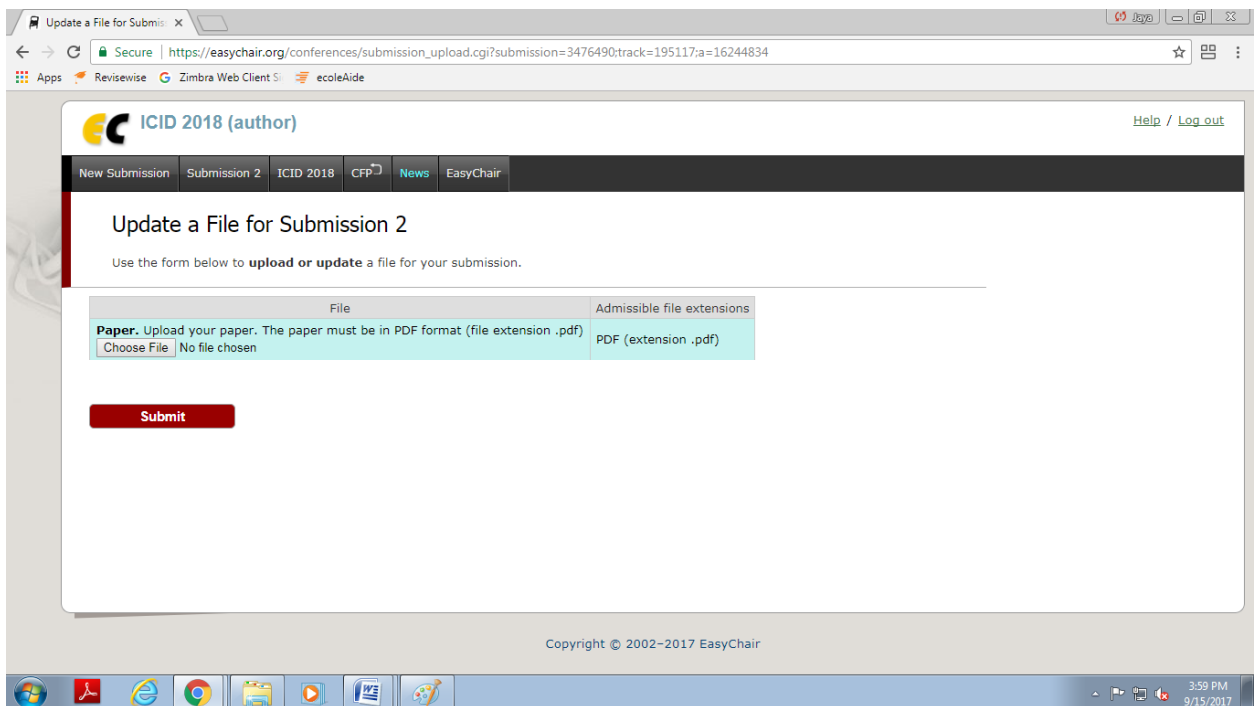 Update a File for Submis
Jaya
Secure | https://easychair.org/conferences/submission_upload.cgi?submission=3476490;track=195117;a=16244834
Apps Revisewise Zimbra Web Client Si ecoleAide
EC ICID 2018 (author) Help / Log out
New Submission Submission 2 ICID 2018 CFP News EasyChair
Update a File for Submission 2
Use the form below to upload or update a file for your submission.
File Admissible file extensions
Paper. Upload your paper. The paper must be in PDF format (file extension .pdf)
Choose File No file chosen
PDF (extension .pdf)
Submit
Copyright © 2002–2017 EasyChair
3:59 PM
9/15/2017